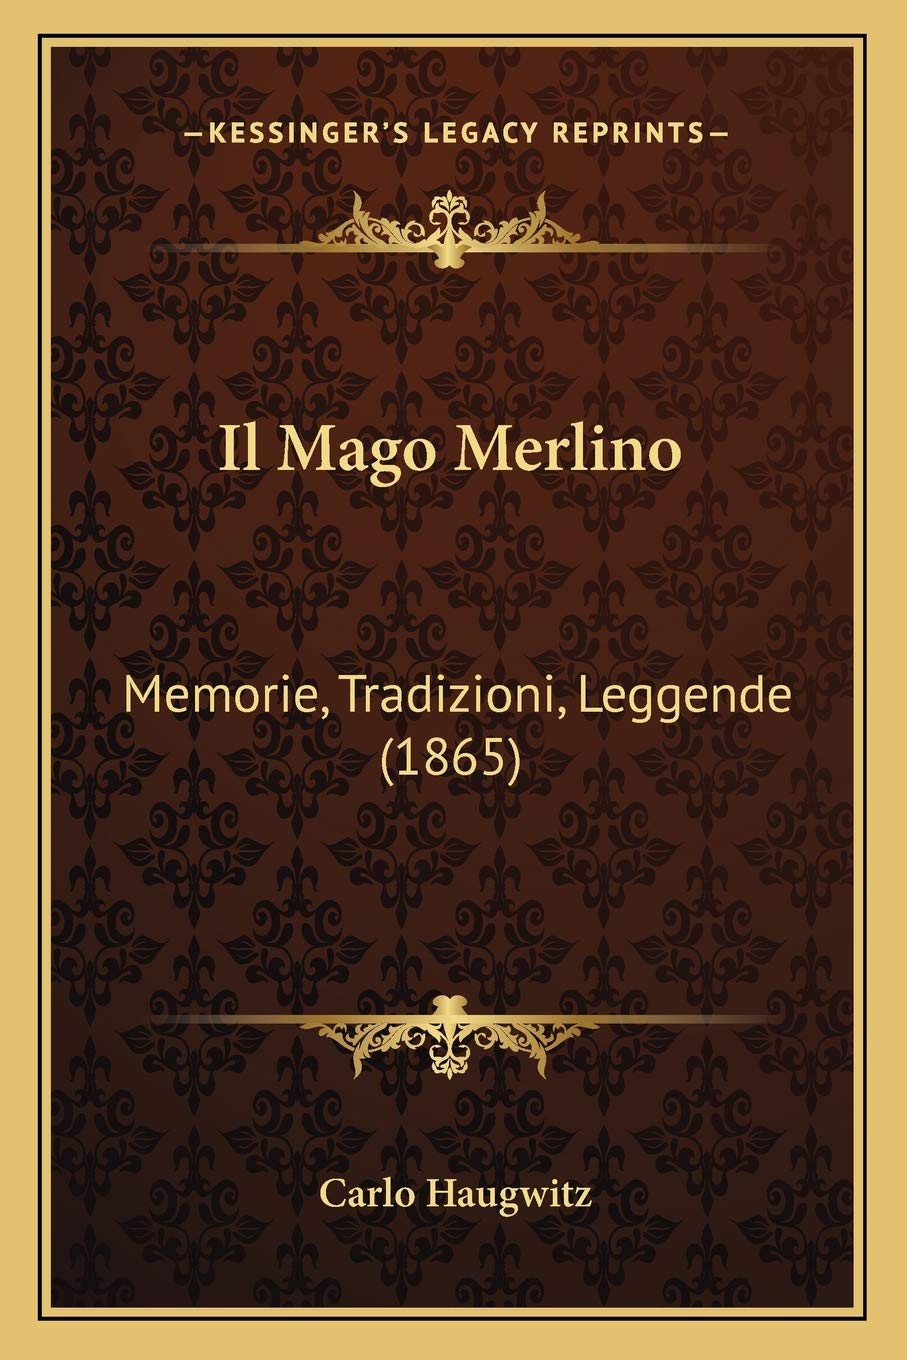 —KESSINGER’S LEGACY REPRINTS—
Il Mago Merlino
Memorie, Tradizioni, Leggende
(1865)
Carlo Haugwitz